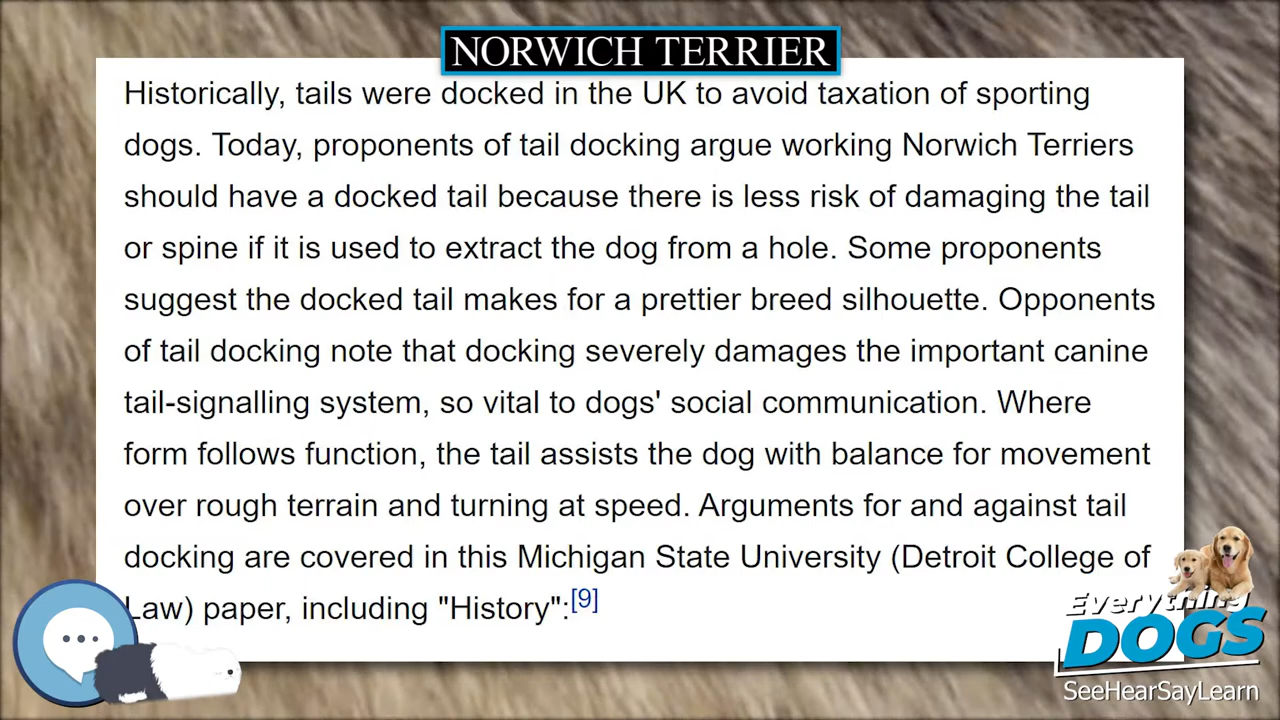 NORWICH TERRIER
Historically, tails were docked in the UK to avoid taxation of sporting
dogs. Today, proponents of tail docking argue working Norwich Terriers
should have a docked tail because there is less risk of damaging the tail
or spine if it is used to extract the dog from a hole. Some proponents
suggest the docked tail makes for a prettier breed silhouette. Opponents
of tail docking note that docking severely damages the important canine
tail-signalling system, so vital to dogs' social communication. Where
form follows function, the tail assists the dog with balance for movement
over rough terrain and turning at speed. Arguments for and against tail
docking are covered in this Michigan State University (Detroit College of
Law) paper, including "History":[9]
Everything
DOGS
SeeHearSayLearn